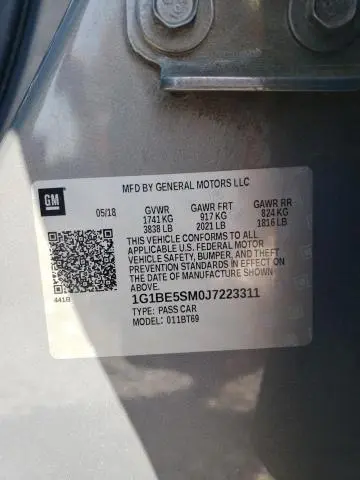 MFD BY GENERAL MOTORS LLC
GM
05/18 GVWR GAWR FRT GAWR RR
1741 KG 917 KG 824 KG
3838 LB 2021 LB 1816 LB
THIS VEHICLE CONFORMS TO ALL
APPLICABLE U.S. FEDERAL MOTOR
VEHICLE SAFETY, BUMPER, AND THEFT
PREVENTION STANDARDS IN EFFECT ON
THE DATE OF MANUFACTURE SHOWN
ABOVE.
441B
1G1BE5SM0J7223311
TYPE: PASS CAR
MODEL: 011BT69